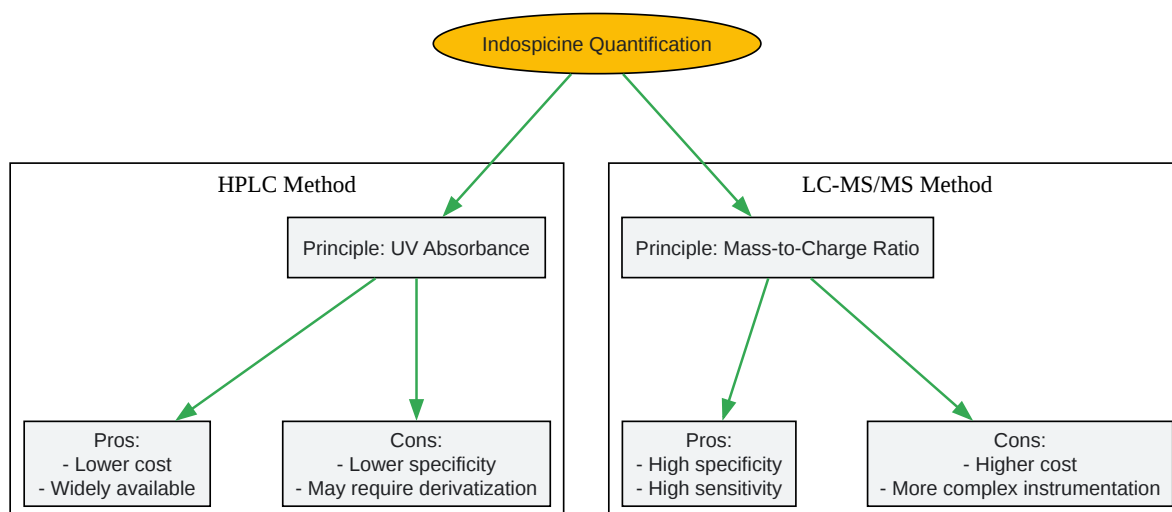 Indospicine Quantification
HPLC Method
Principle: UV Absorbance
Pros:
- Lower cost
- Widely available
Cons:
- Lower specificity
- May require derivatization
LC-MS/MS Method
Principle: Mass-to-Charge Ratio
Pros:
- High specificity
- High sensitivity
Cons:
- Higher cost
- More complex instrumentation